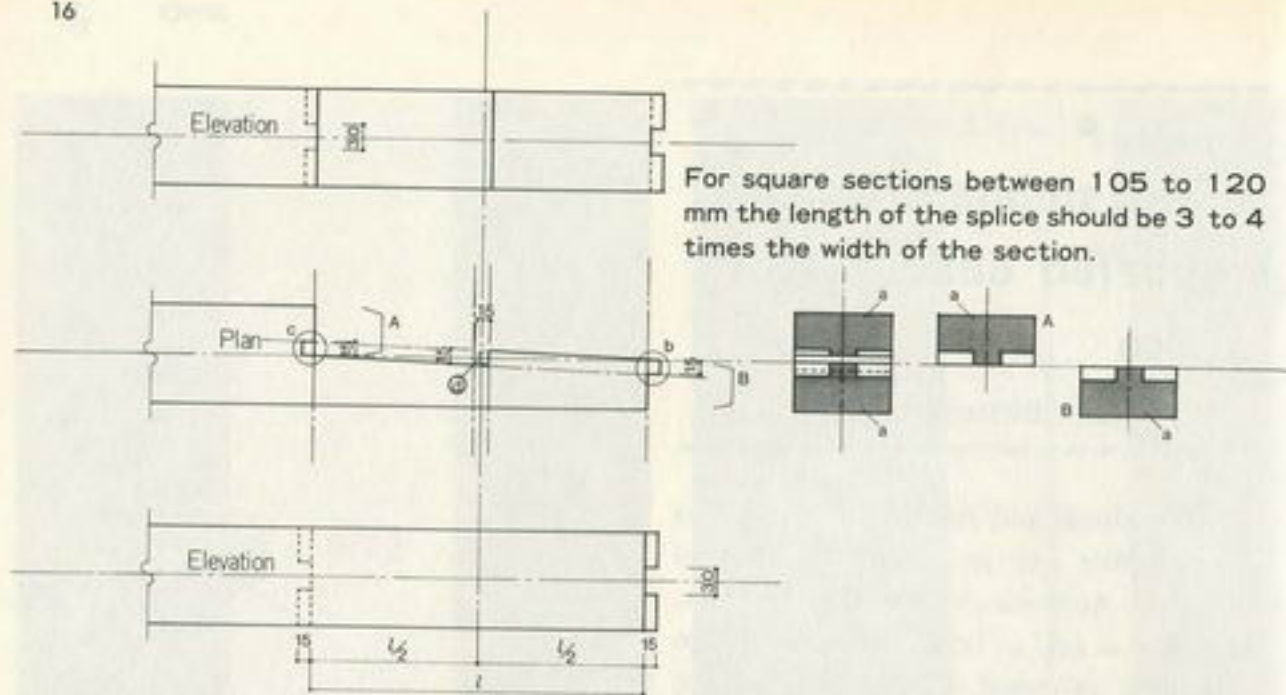 16
Elevation
30
For square sections between 105 to 120
mm the length of the splice should be 3 to 4
times the width of the section.
15
a
a
A
c
A
Plan
b
15
B
B
a
a
Elevation
30
15
l/2
l/2
15
l